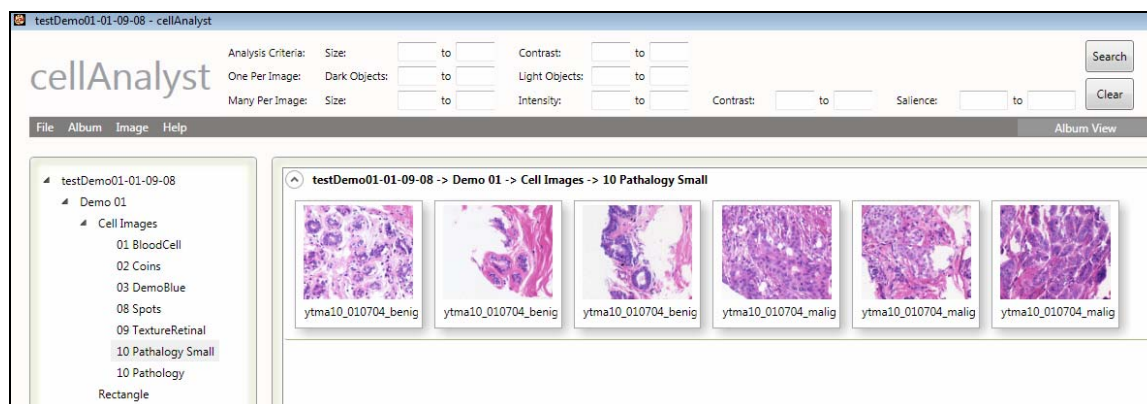 testDemo01-01-09-08 - cellAnalyst
cellAnalyst
Analysis Criteria: Size: to Contrast: to
One Per Image: Dark Objects: to Light Objects: to
Many Per Image: Size: to Intensity: to Contrast: to Salience: to
Search
Clear
File Album Image Help Album View
testDemo01-01-09-08
Demo 01
Cell Images
01 BloodCell
02 Coins
03 DemoBlue
08 Spots
09 TextureRetinal
10 Pathalogy Small
10 Pathology
Rectangle
testDemo01-01-09-08 -> Demo 01 -> Cell Images -> 10 Pathalogy Small
ytma10_010704_benig ytma10_010704_benig ytma10_010704_benig ytma10_010704_malig ytma10_010704_malig ytma10_010704_malig